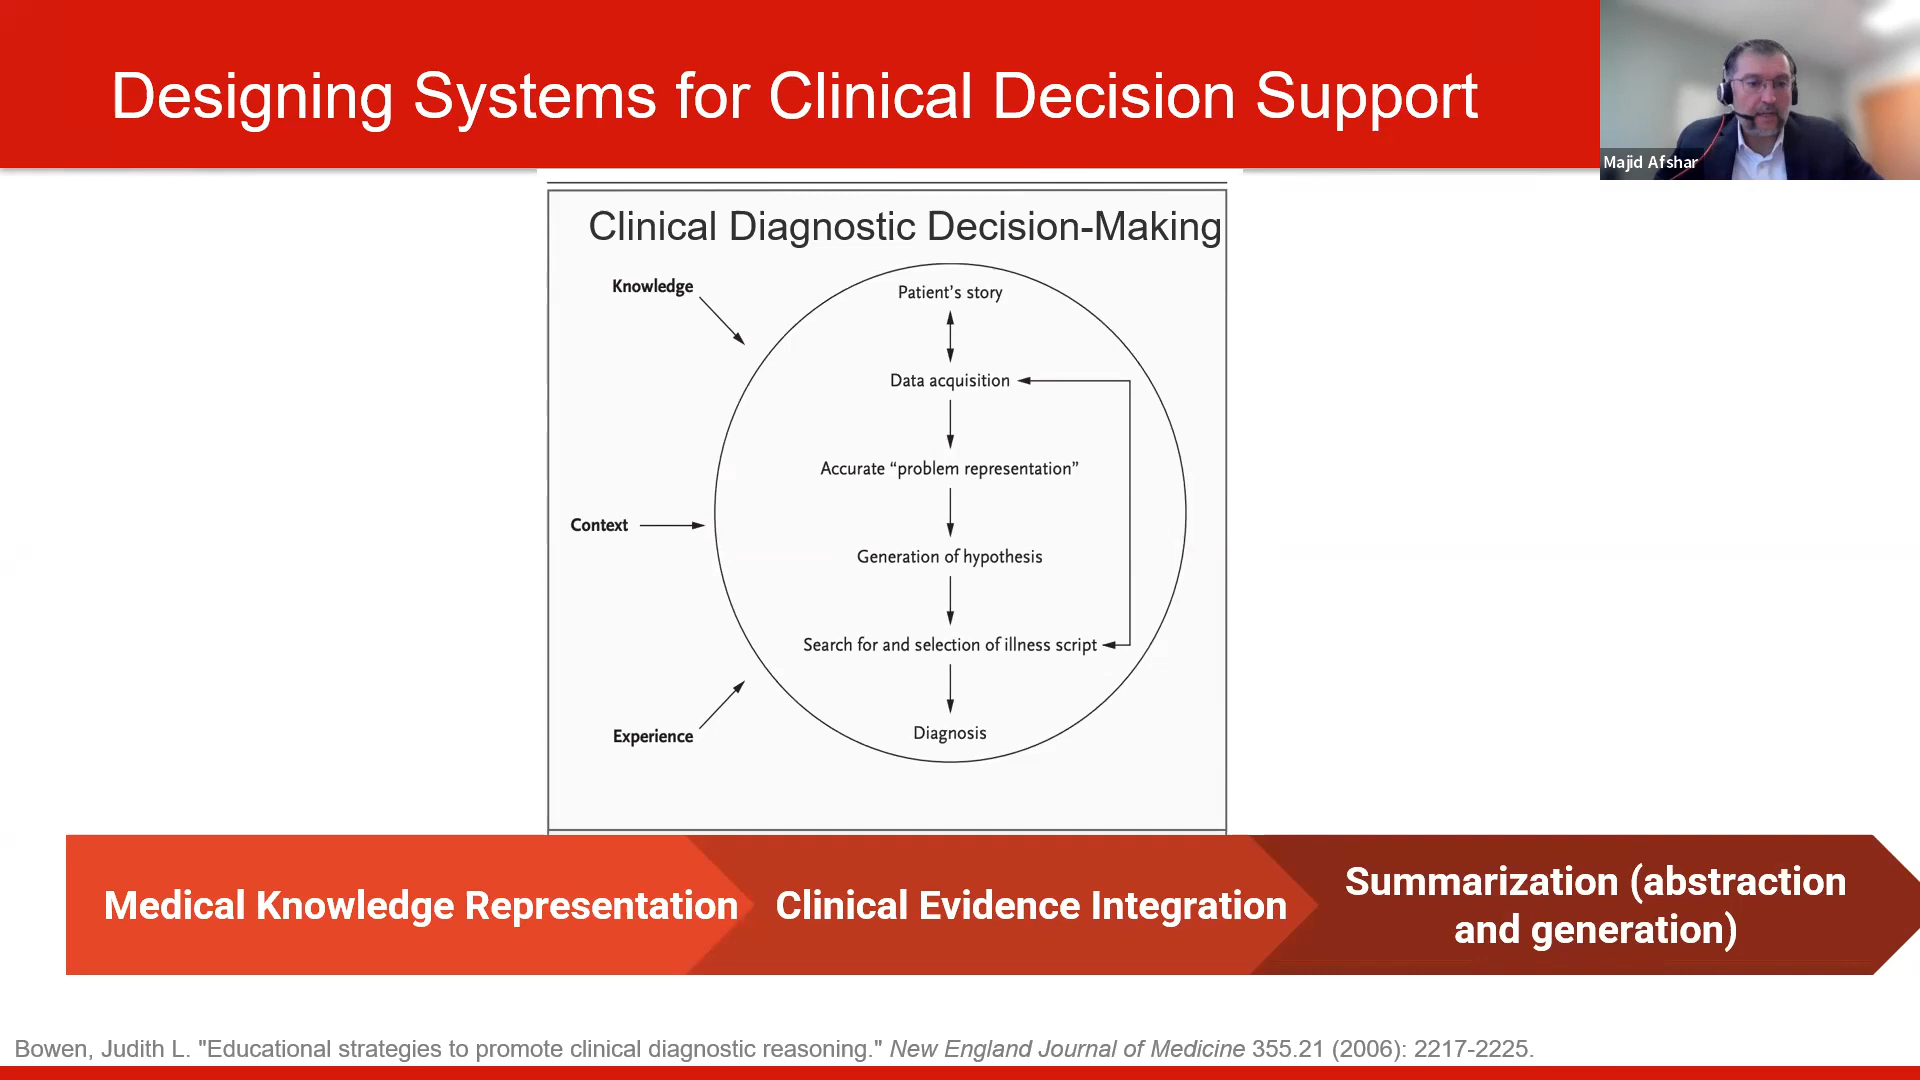 Designing Systems for Clinical Decision Support
Majid Afshar
Clinical Diagnostic Decision-Making
Knowledge
Patient’s story
Data acquisition
Accurate “problem representation”
Context
Generation of hypothesis
Search for and selection of illness script
Experience
Diagnosis
Medical Knowledge Representation
Clinical Evidence Integration
Summarization (abstraction
and generation)
Bowen, Judith L. "Educational strategies to promote clinical diagnostic reasoning." New England Journal of Medicine 355.21 (2006): 2217-2225.